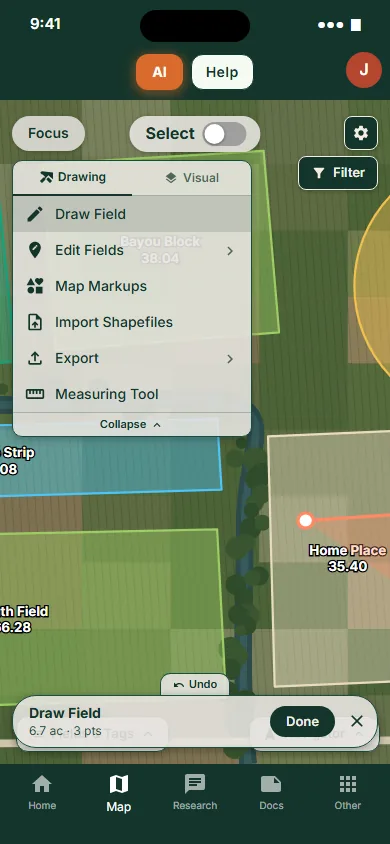 9:41
AI
Help
J
Focus
Select
Filter
Drawing
Visual
Draw Field
Bayou Block
38.04
Edit Fields
Map Markups
Import Shapefiles
Export
Measuring Tool
Collapse
Strip
08
Home Place
35.40
th Field
6.28
Undo
Draw Field
6.7 ac · 3 pts
Done
Tags
Home
Map
Research
Docs
Other